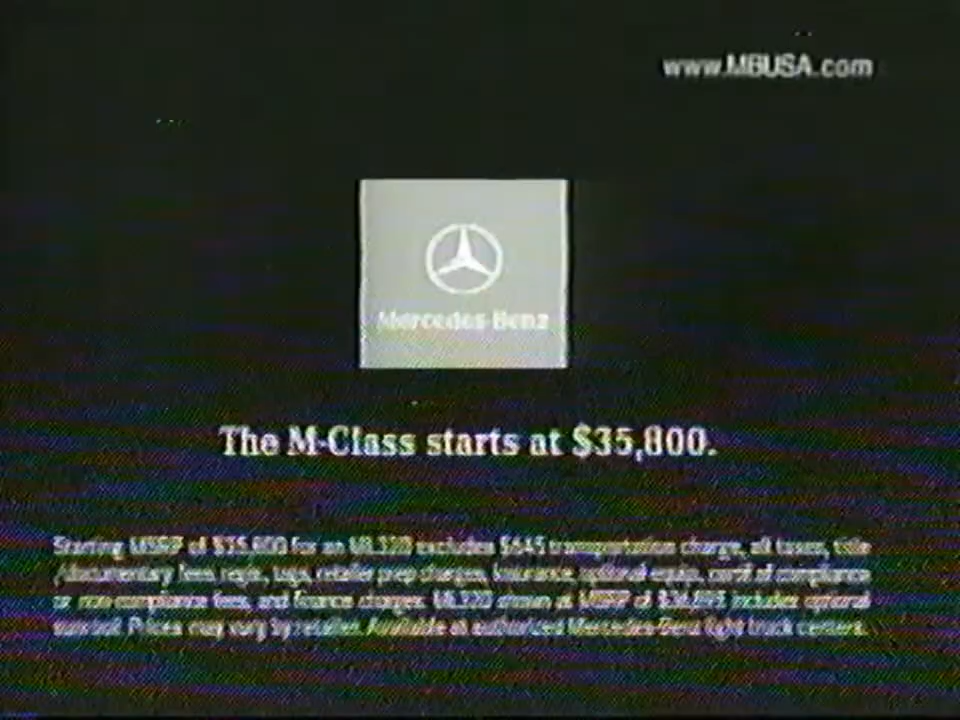 www.MBUSA.com
Mercedes-Benz
The M-Class starts at $35,800.
Starting MSRP of $35,800 for an ML320 excludes $645 transportation charge, all taxes, title
/documentary fees, tags, retailer prep charges, insurance, optional equip., certif. of compliance
or non-compliance fees, and finance charges. ML320 shown at MSRP of includes optional
Prices may vary by retailer. Available at authorized Mercedes-Benz light truck centers.